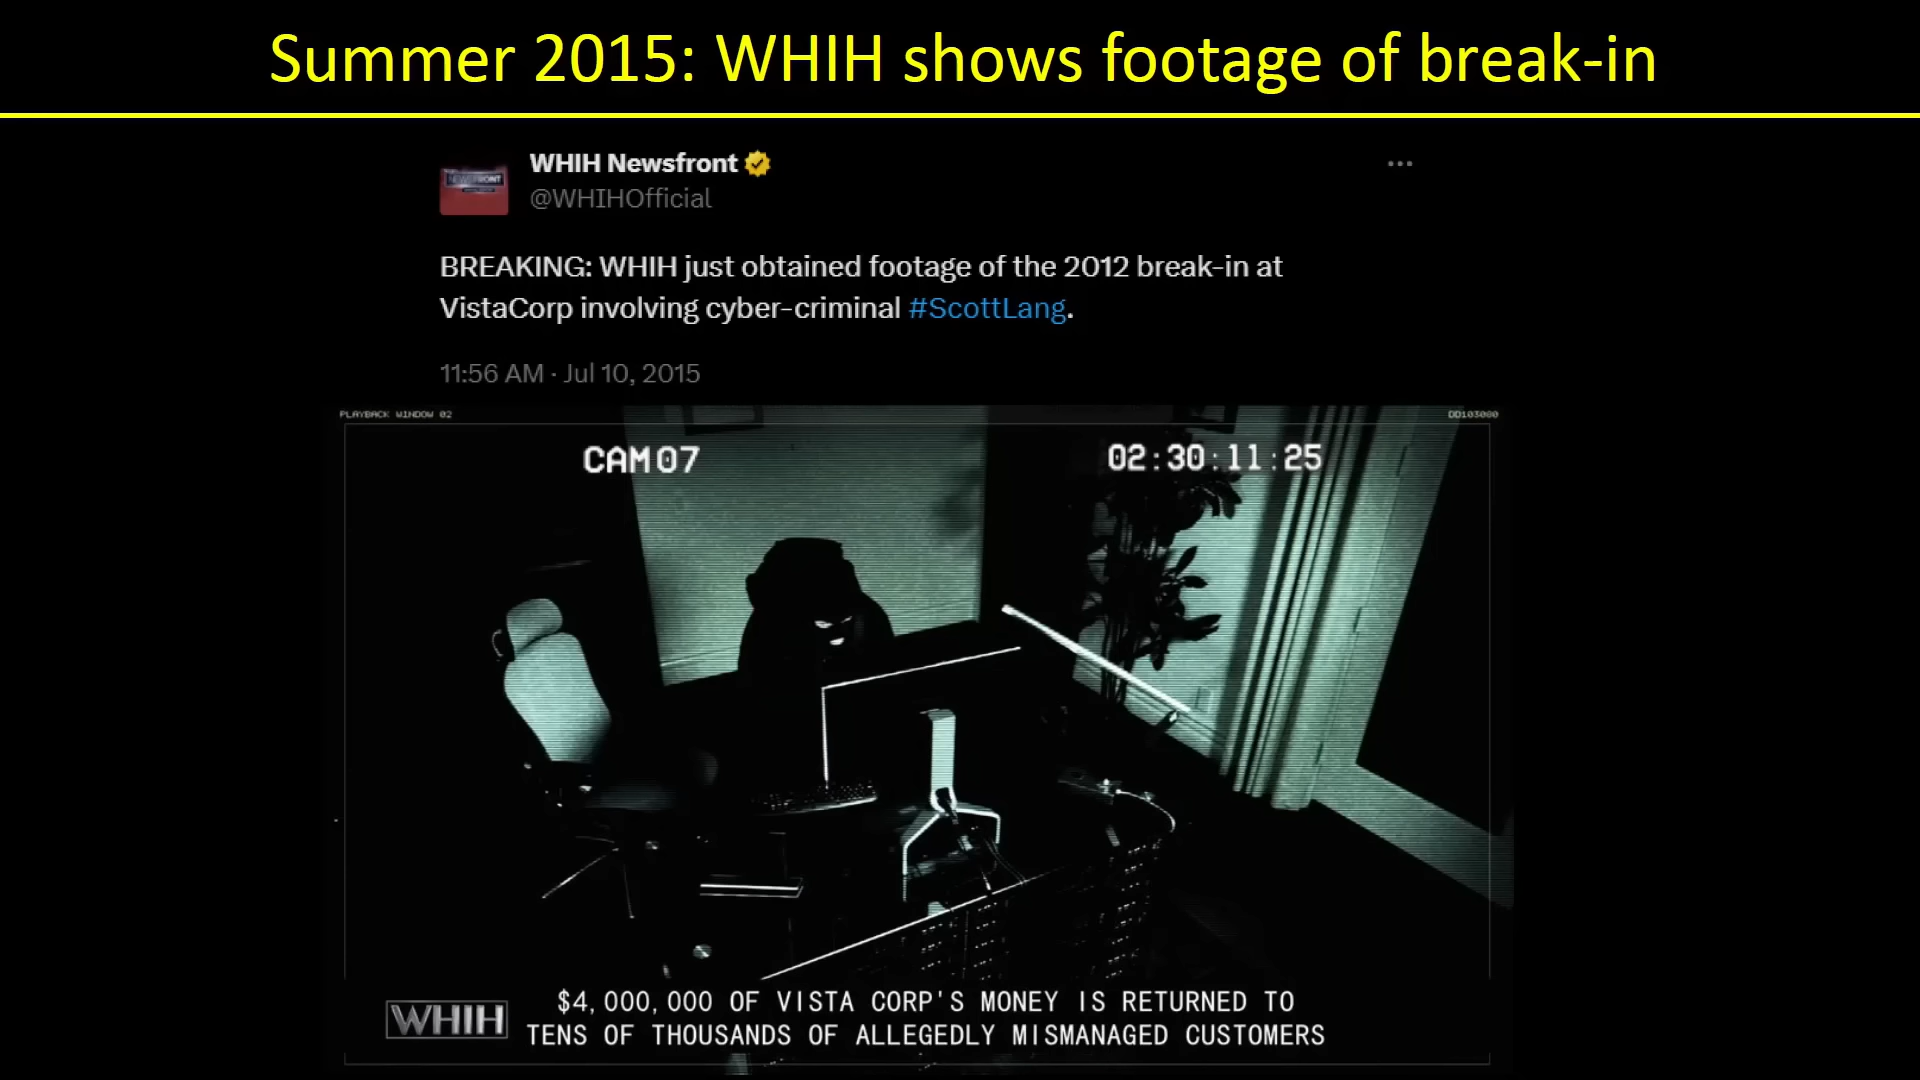 Summer 2015: WHIH shows footage of break-in
WHIH Newsfront
@WHIHOfficial
BREAKING: WHIH just obtained footage of the 2012 break-in at
VistaCorp involving cyber-criminal #ScottLang.
11:56 AM · Jul 10, 2015
PLAYBACK WINDOW 02
DD103000
CAM07
02:30:11:25
WHIH
$4,000,000 OF VISTA CORP'S MONEY IS RETURNED TO
TENS OF THOUSANDS OF ALLEGEDLY MISMANAGED CUSTOMERS